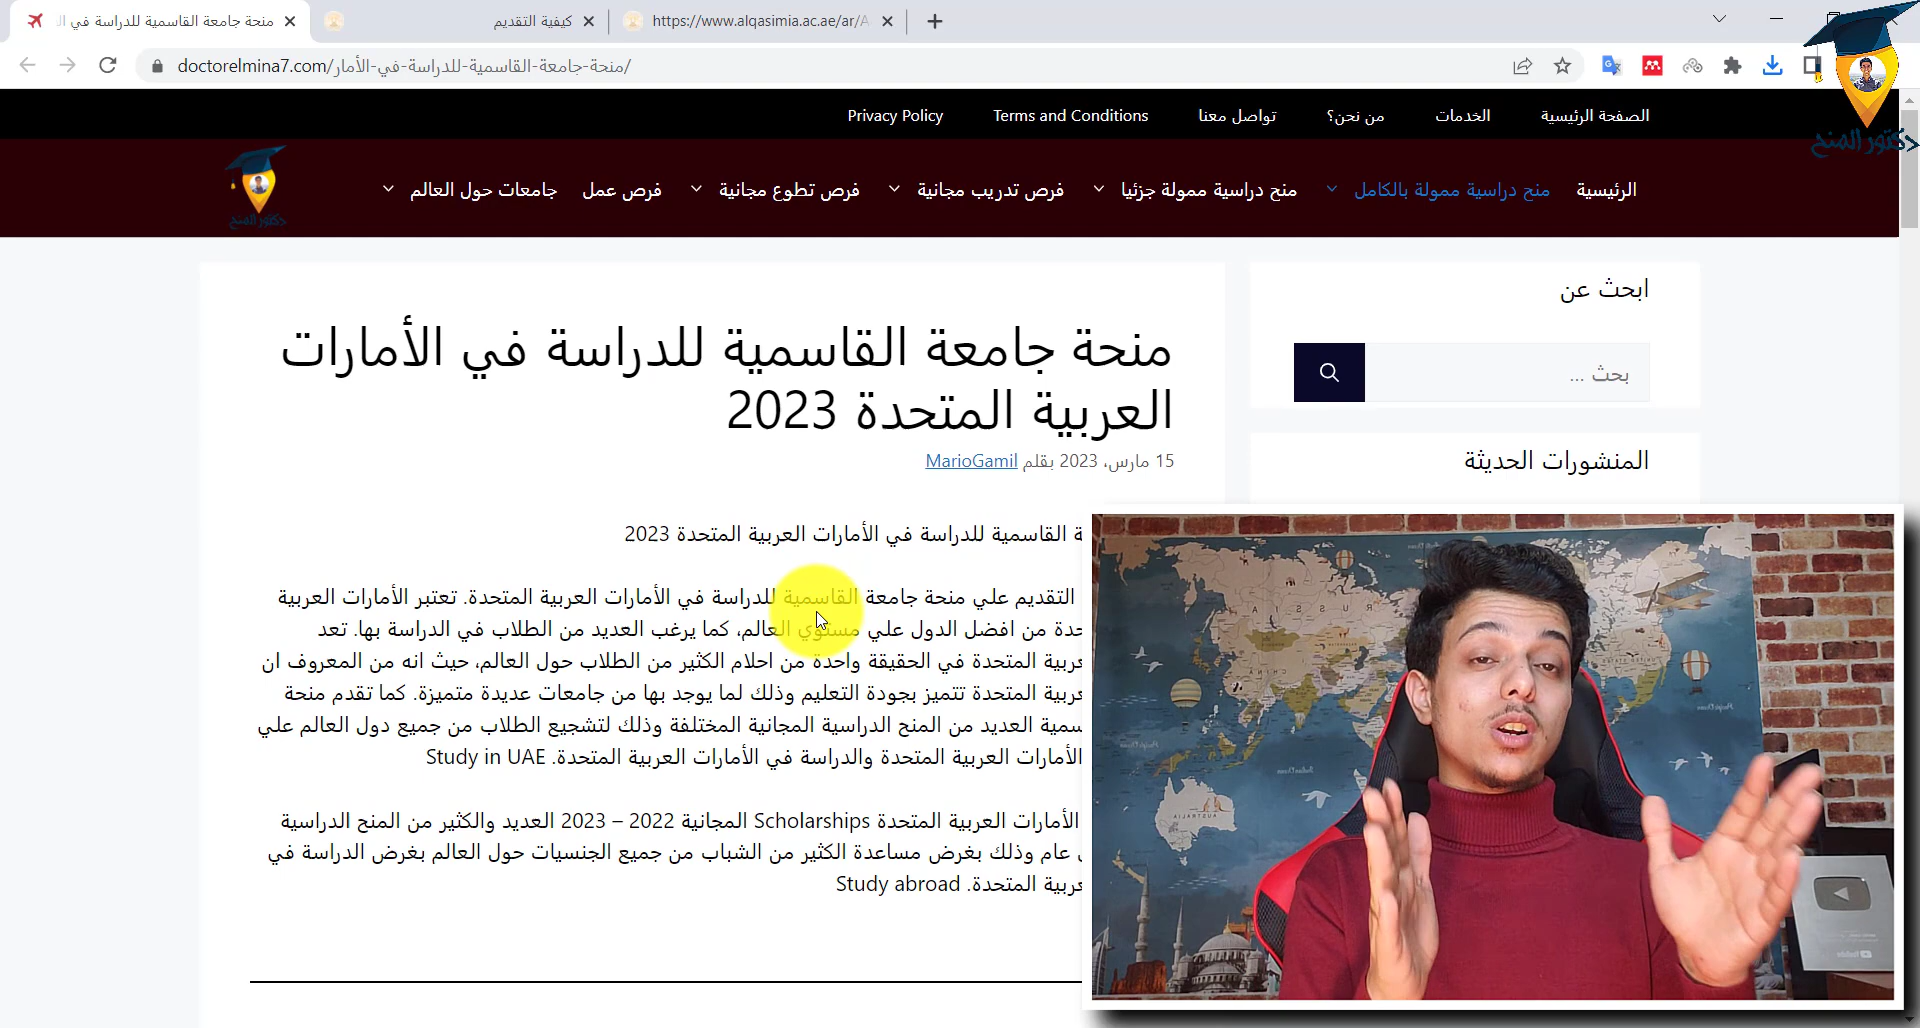 منحة جامعة القاسمية للدراسة في ال
كيفية التقديم
https://www.alqasimia.ac.ae/ar/A
doctorelmina7.com/منحة-جامعة-القاسمية-للدراسة-في-الأمار/
الصفحة الرئيسية
الخدمات
من نحن؟
تواصل معنا
Terms and Conditions
Privacy Policy
دكتور المنح
الرئيسية
منح دراسية ممولة بالكامل
منح دراسية ممولة جزئيا
فرص تدريب مجانية
فرص تطوع مجانية
فرص عمل
جامعات حول العالم
دكتور المنح
ابحث عن
بحث ...
المنشورات الحديثة
منحة جامعة القاسمية للدراسة في الأمارات
العربية المتحدة 2023
15 مارس، 2023 بقلم MarioGamil
القاسمية للدراسة في الأمارات العربية المتحدة 2023
التقديم علي منحة جامعة القاسمية للدراسة في الأمارات العربية المتحدة. تعتبر الأمارات العربية
من افضل الدول علي مستوي العالم، كما يرغب العديد من الطلاب في الدراسة بها. تعد
المتحدة في الحقيقة واحدة من احلام الكثير من الطلاب حول العالم، حيث انه من المعروف ان
المتحدة تتميز بجودة التعليم وذلك لما يوجد بها من جامعات عديدة متميزة. كما تقدم منحة
العديد من المنح الدراسية المجانية المختلفة وذلك لتشجيع الطلاب من جميع دول العالم علي
الأمارات العربية المتحدة والدراسة في الأمارات العربية المتحدة. Study in UAE
الأمارات العربية المتحدة Scholarships المجانية 2022 – 2023 العديد والكثير من المنح الدراسية
عام وذلك بغرض مساعدة الكثير من الشباب من جميع الجنسيات حول العالم بغرض الدراسة في
المتحدة. Study abroad
RUSSIA
CHINA
AUSTRALIA
YouTube